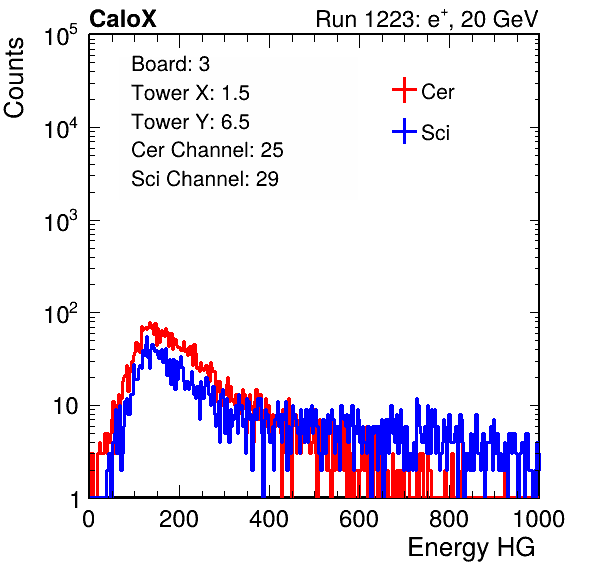 CaloX Run 1223: e⁺, 20 GeV
Counts
10⁵
10⁴
10³
10²
10
1
Board: 3
Tower X: 1.5
Tower Y: 6.5
Cer Channel: 25
Sci Channel: 29
Cer
Sci
0 200 400 600 800 1000
Energy HG